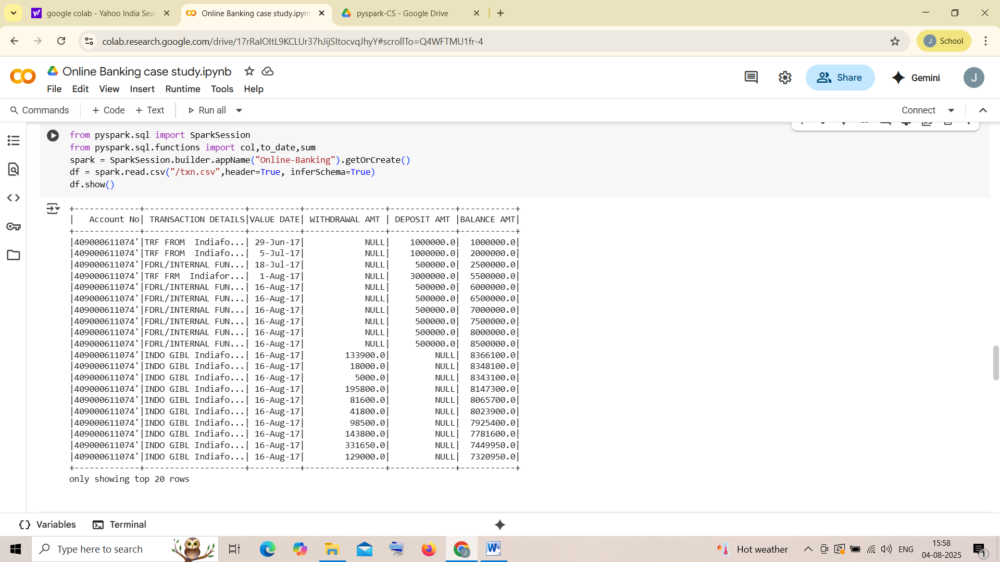 google colab - Yahoo India Sear
Online Banking case study.ipynb
pyspark-CS - Google Drive
colab.research.google.com/drive/17rRaIOItL9KCLUr37hJijSItocvqJhyY#scrollTo=Q4WFTMU1fr-4
J School
Online Banking case study.ipynb
File Edit View Insert Runtime Tools Help
Share
Gemini
J
Commands + Code + Text Run all
Connect
from pyspark.sql import SparkSession
from pyspark.sql.functions import col,to_date,sum
spark = SparkSession.builder.appName("Online-Banking").getOrCreate()
df = spark.read.csv("/txn.csv",header=True, inferSchema=True)
df.show()
+-------------+--------------------+----------+----------------+-------------+-----------+
|   Account No| TRANSACTION DETAILS|VALUE DATE| WITHDRAWAL AMT | DEPOSIT AMT |BALANCE AMT|
+-------------+--------------------+----------+----------------+-------------+-----------+
|409000611074'|TRF FROM  Indiafo...| 29-Jun-17|            NULL|    1000000.0|  1000000.0|
|409000611074'|TRF FROM  Indiafo...|  5-Jul-17|            NULL|    1000000.0|  2000000.0|
|409000611074'|FDRL/INTERNAL FUN...| 18-Jul-17|            NULL|     500000.0|  2500000.0|
|409000611074'|TRF FRM  Indiafor...|  1-Aug-17|            NULL|    3000000.0|  5500000.0|
|409000611074'|FDRL/INTERNAL FUN...| 16-Aug-17|            NULL|     500000.0|  6000000.0|
|409000611074'|FDRL/INTERNAL FUN...| 16-Aug-17|            NULL|     500000.0|  6500000.0|
|409000611074'|FDRL/INTERNAL FUN...| 16-Aug-17|            NULL|     500000.0|  7000000.0|
|409000611074'|FDRL/INTERNAL FUN...| 16-Aug-17|            NULL|     500000.0|  7500000.0|
|409000611074'|FDRL/INTERNAL FUN...| 16-Aug-17|            NULL|     500000.0|  8000000.0|
|409000611074'|FDRL/INTERNAL FUN...| 16-Aug-17|            NULL|     500000.0|  8500000.0|
|409000611074'|INDO GIBL Indiafo...| 16-Aug-17|        133900.0|         NULL|  8366100.0|
|409000611074'|INDO GIBL Indiafo...| 16-Aug-17|         18000.0|         NULL|  8348100.0|
|409000611074'|INDO GIBL Indiafo...| 16-Aug-17|          5000.0|         NULL|  8343100.0|
|409000611074'|INDO GIBL Indiafo...| 16-Aug-17|        195800.0|         NULL|  8147300.0|
|409000611074'|INDO GIBL Indiafo...| 16-Aug-17|         81600.0|         NULL|  8065700.0|
|409000611074'|INDO GIBL Indiafo...| 16-Aug-17|         41800.0|         NULL|  8023900.0|
|409000611074'|INDO GIBL Indiafo...| 16-Aug-17|         98500.0|         NULL|  7925400.0|
|409000611074'|INDO GIBL Indiafo...| 16-Aug-17|        143800.0|         NULL|  7781600.0|
|409000611074'|INDO GIBL Indiafo...| 16-Aug-17|        331650.0|         NULL|  7449950.0|
|409000611074'|INDO GIBL Indiafo...| 16-Aug-17|        129000.0|         NULL|  7320950.0|
+-------------+--------------------+----------+----------------+-------------+-----------+
only showing top 20 rows
{} Variables Terminal
Type here to search
Hot weather
ENG
15:58
04-08-2025
1